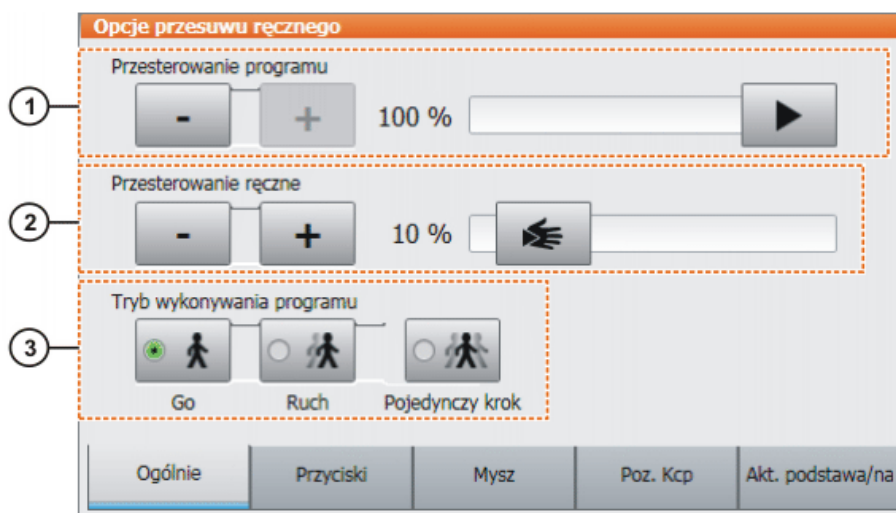 Opcje przesuwu ręcznego
Przesterowanie programu
1
- + 100 %
Przesterowanie ręczne
2
- + 10 %
Tryb wykonywania programu
3
Go Ruch Pojedynczy krok
Ogólnie Przyciski Mysz Poz. Kcp Akt. podstawa/na